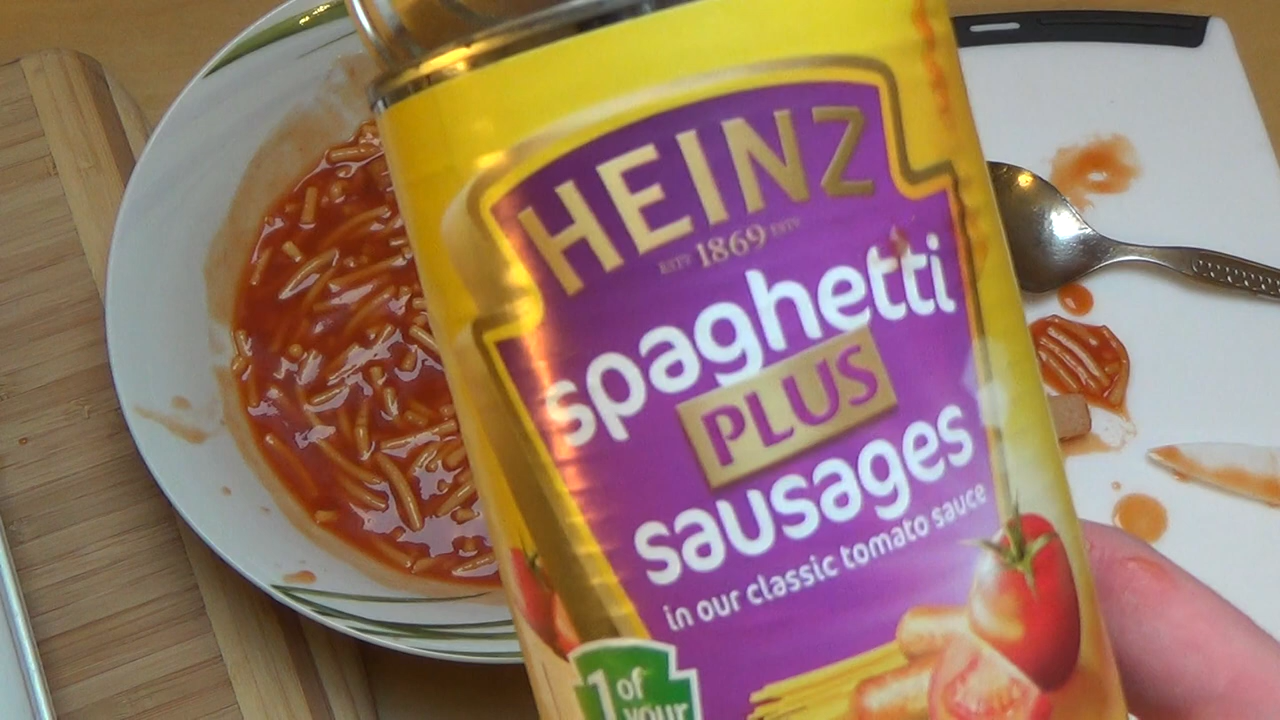 HEINZ
ESTD 1869 ESTD
spaghetti
PLUS
sausages
in our classic tomato sauce
1 of
your